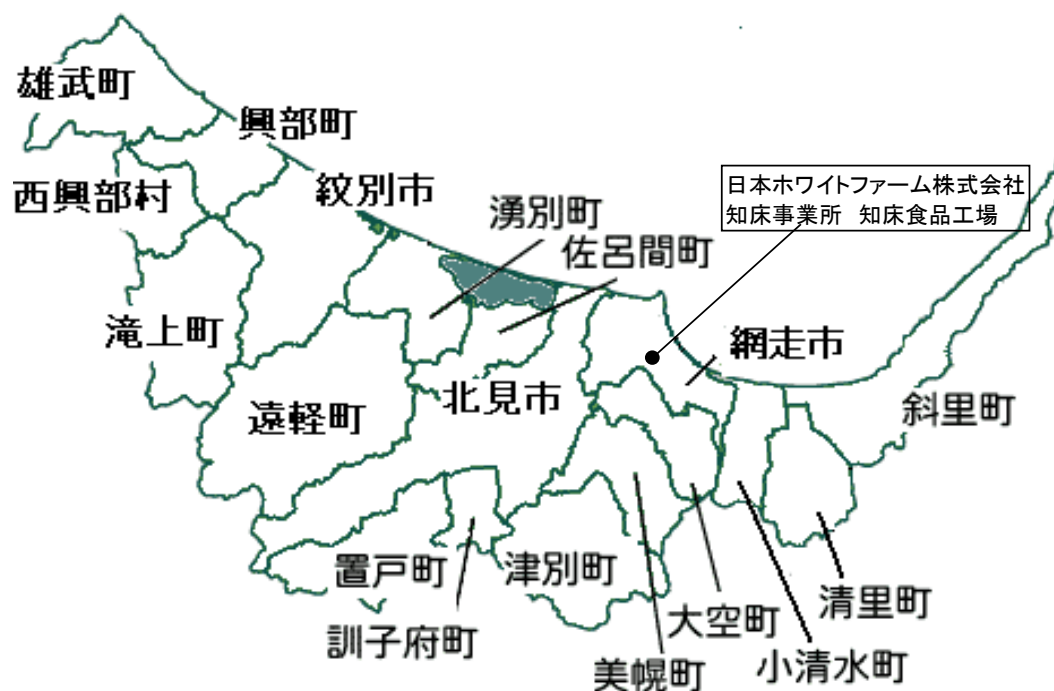 雄武町
興部町
西興部村
紋別市
湧別町
佐呂間町
日本ホワイトファーム株式会社
知床事業所 知床食品工場
滝上町
網走市
遠軽町
北見市
斜里町
置戸町
津別町
訓子府町
大空町
清里町
美幌町
小清水町